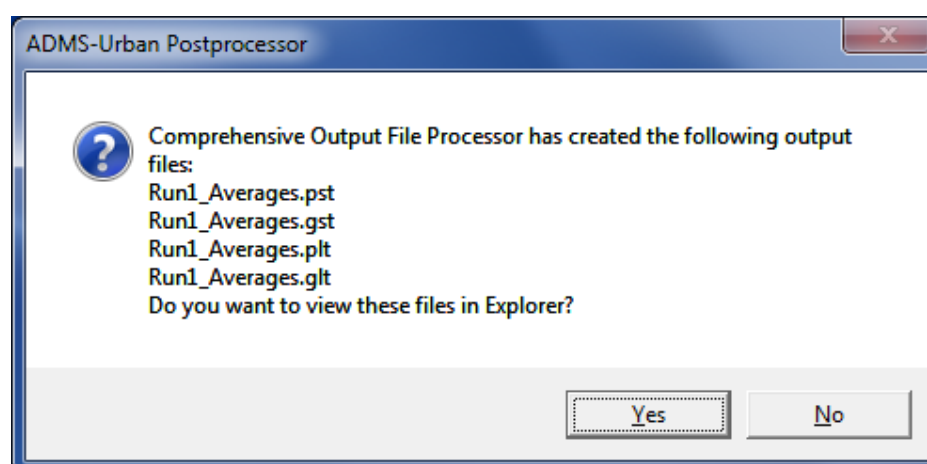 ADMS-Urban Postprocessor
Comprehensive Output File Processor has created the following output
files:
Run1_Averages.pst
Run1_Averages.gst
Run1_Averages.plt
Run1_Averages.glt
Do you want to view these files in Explorer?
Yes No